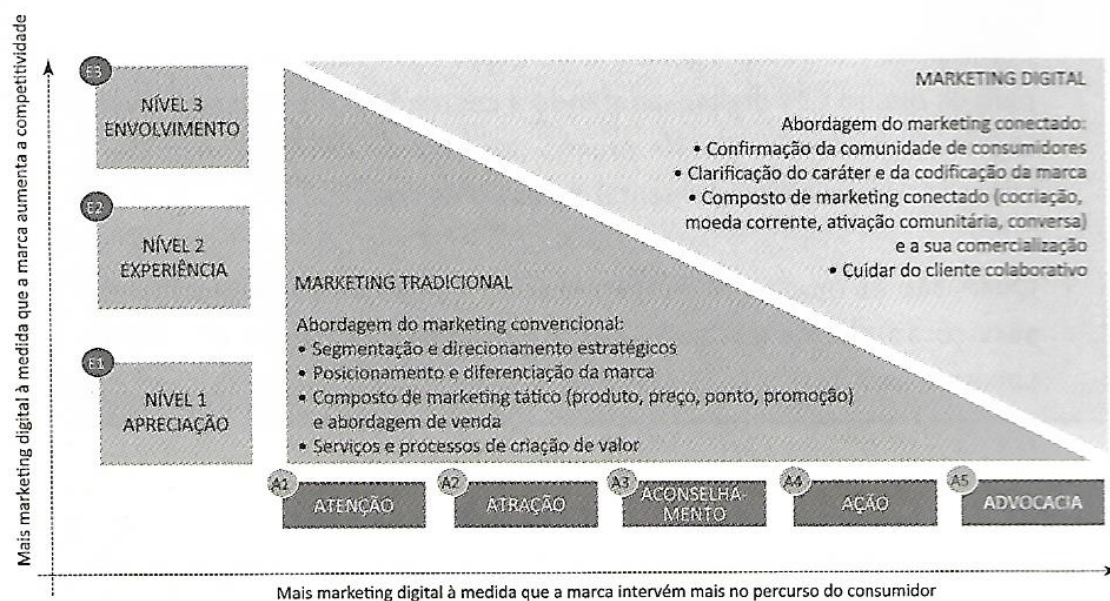 Mais marketing digital à medida que a marca aumenta a competitividade
E3
NÍVEL 3
ENVOLVIMENTO
E2
NÍVEL 2
EXPERIÊNCIA
E1
NÍVEL 1
APRECIAÇÃO
MARKETING DIGITAL
Abordagem do marketing conectado:
• Confirmação da comunidade de consumidores
• Clarificação do caráter e da codificação da marca
• Composto de marketing conectado (cocriação,
moeda corrente, ativação comunitária, conversa)
e a sua comercialização
• Cuidar do cliente colaborativo
MARKETING TRADICIONAL
Abordagem do marketing convencional:
• Segmentação e direcionamento estratégicos
• Posicionamento e diferenciação da marca
• Composto de marketing tático (produto, preço, ponto, promoção)
e abordagem de venda
• Serviços e processos de criação de valor
A1
ATENÇÃO
A2
ATRAÇÃO
A3
ACONSELHA-
MENTO
A4
AÇÃO
A5
ADVOCACIA
Mais marketing digital à medida que a marca intervém mais no percurso do consumidor